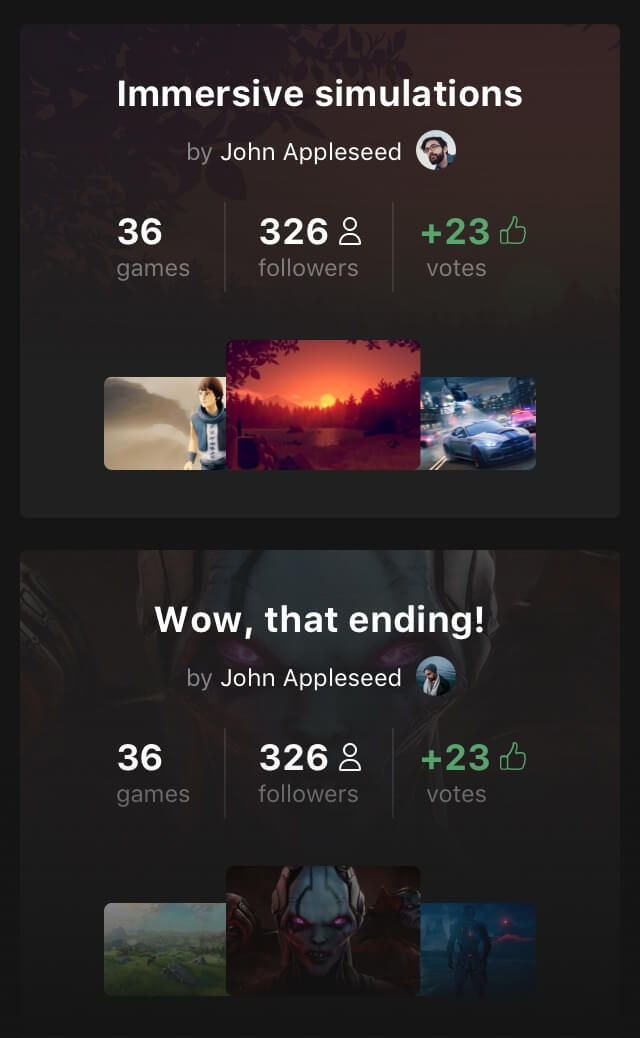 Immersive simulations
by John Appleseed
36 326 +23
games followers votes
Wow, that ending!
by John Appleseed
36 326 +23
games followers votes